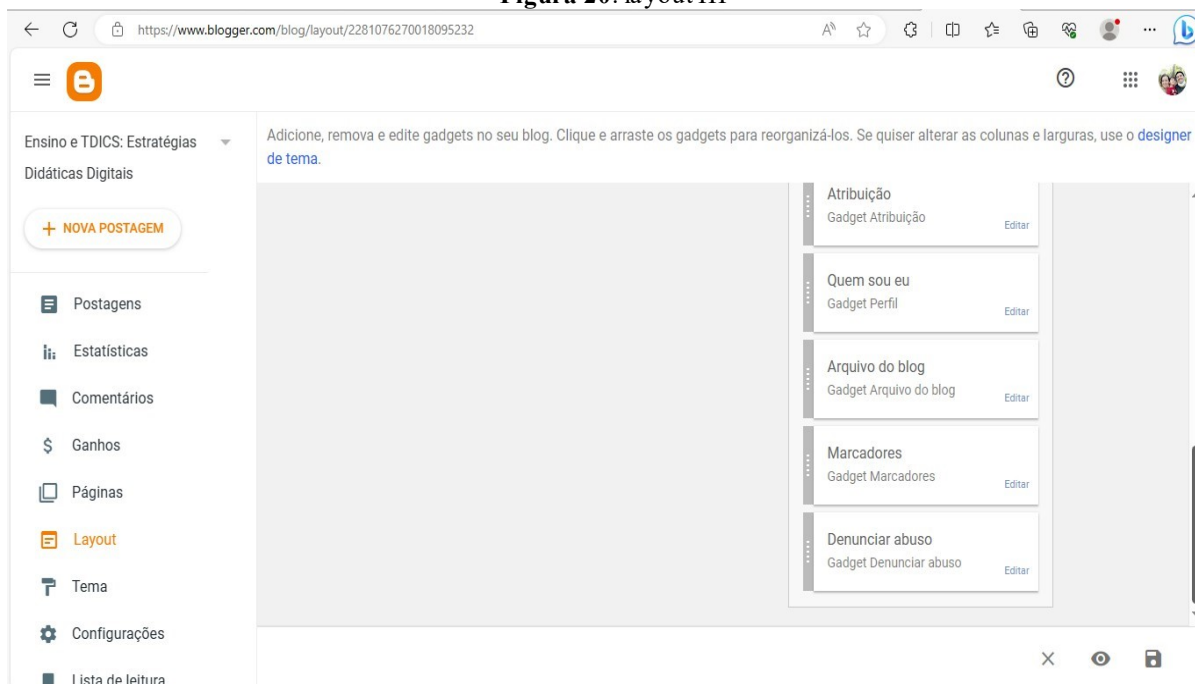 Figura 20: layout III
https://www.blogger.com/blog/layout/2281076270018095232
Ensino e TDICS: Estratégias
Didáticas Digitais
Adicione, remova e edite gadgets no seu blog. Clique e arraste os gadgets para reorganizá-los. Se quiser alterar as colunas e larguras, use o designer
de tema.
+ NOVA POSTAGEM
Postagens
Estatísticas
Comentários
Ganhos
Páginas
Layout
Tema
Configurações
Lista de leitura
Atribuição
Gadget Atribuição
Editar
Quem sou eu
Gadget Perfil
Editar
Arquivo do blog
Gadget Arquivo do blog
Editar
Marcadores
Gadget Marcadores
Editar
Denunciar abuso
Gadget Denunciar abuso
Editar